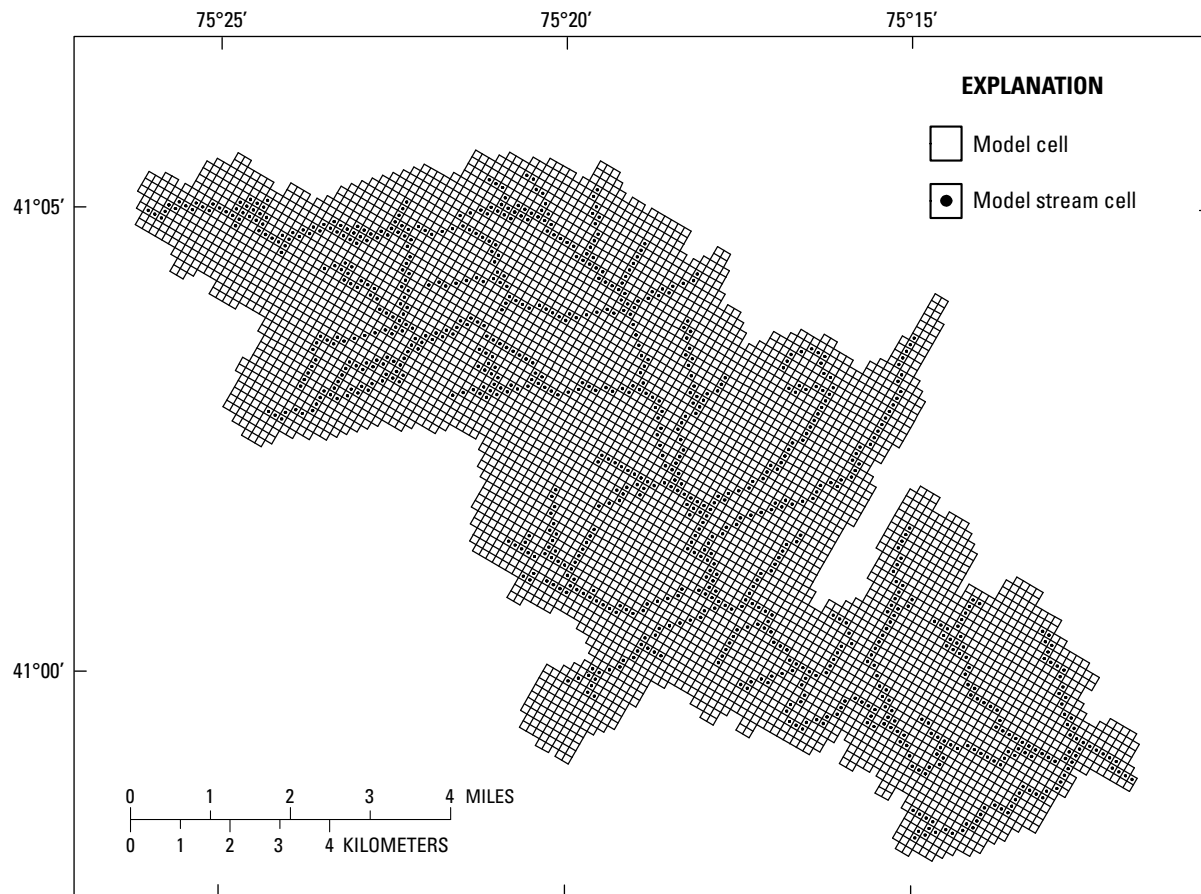 75°25’ 75°20’ 75°15’
EXPLANATION
Model cell
Model stream cell
41°05’
41°00’
0 1 2 3 4 MILES
0 1 2 3 4 KILOMETERS